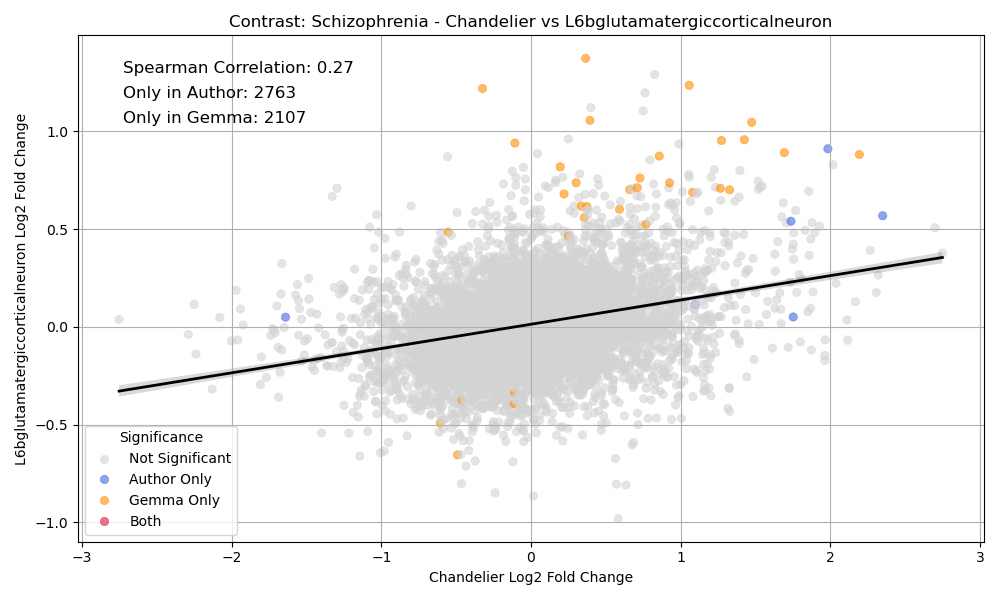 Contrast: Schizophrenia - Chandelier vs L6bglutamatergiccorticalneuron
Spearman Correlation: 0.27
Only in Author: 2763
Only in Gemma: 2107
L6bglutamatergiccorticalneuron Log2 Fold Change
1.0
0.5
0.0
−0.5
−1.0
Significance
Not Significant
Author Only
Gemma Only
Both
−3
−2
−1
0
1
2
3
Chandelier Log2 Fold Change